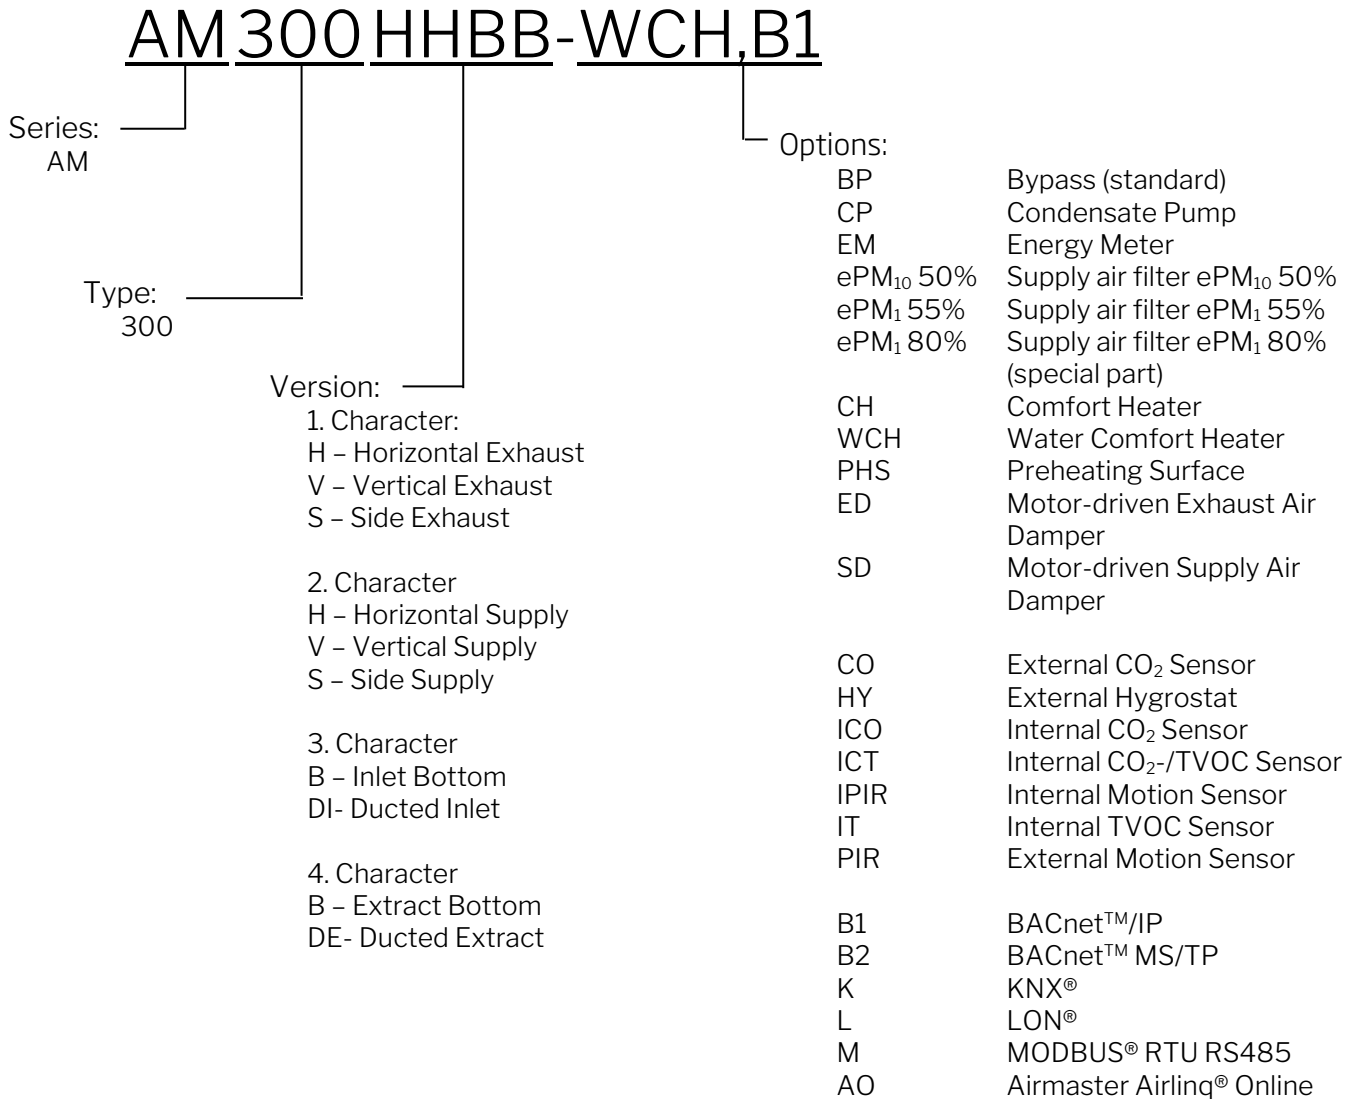 AM300HHBB-WCH,B1
Series:
AM
Type:
300
Version:
1. Character:
H – Horizontal Exhaust
V – Vertical Exhaust
S – Side Exhaust
2. Character
H – Horizontal Supply
V – Vertical Supply
S – Side Supply
3. Character
B – Inlet Bottom
DI- Ducted Inlet
4. Character
B – Extract Bottom
DE- Ducted Extract
Options:
BP Bypass (standard)
CP Condensate Pump
EM Energy Meter
ePM₁₀ 50% Supply air filter ePM₁₀ 50%
ePM₁ 55% Supply air filter ePM₁ 55%
ePM₁ 80% Supply air filter ePM₁ 80%
(special part)
CH Comfort Heater
WCH Water Comfort Heater
PHS Preheating Surface
ED Motor-driven Exhaust Air
Damper
SD Motor-driven Supply Air
Damper
CO External CO₂ Sensor
HY External Hygrostat
ICO Internal CO₂ Sensor
ICT Internal CO₂-/TVOC Sensor
IPIR Internal Motion Sensor
IT Internal TVOC Sensor
PIR External Motion Sensor
B1 BACnet™/IP
B2 BACnet™ MS/TP
K KNX®
L LON®
M MODBUS® RTU RS485
AO Airmaster Airlinq® Online